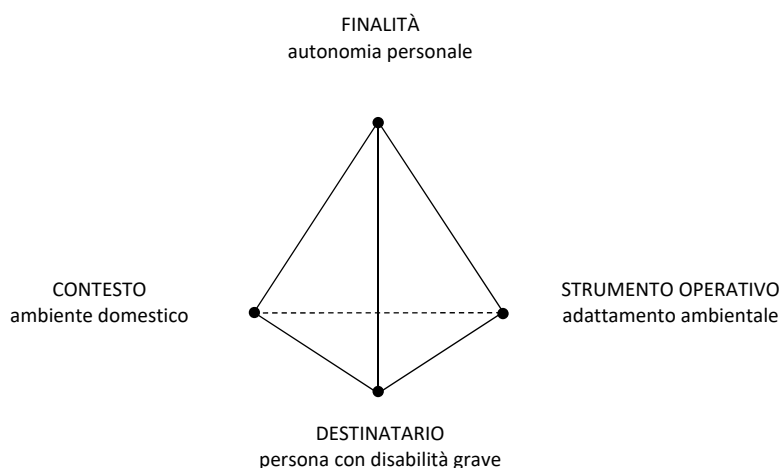 FINALITÀ
autonomia personale
CONTESTO
ambiente domestico
STRUMENTO OPERATIVO
adattamento ambientale
DESTINATARIO
persona con disabilità grave